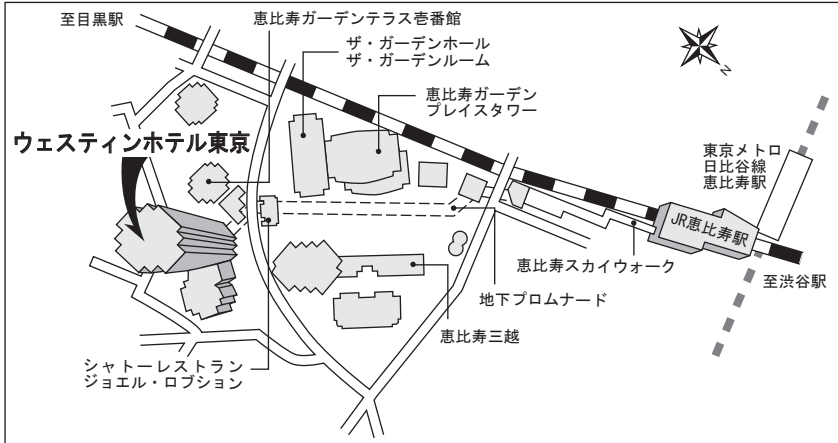 至目黒駅
恵比寿ガーデンテラス壱番館
ザ・ガーデンホール
ザ・ガーデンルーム
恵比寿ガーデン
プレイスタワー
N
ウェスティンホテル東京
東京メトロ
日比谷線
恵比寿駅
JR恵比寿駅
恵比寿スカイウォーク
至渋谷駅
地下プロムナード
恵比寿三越
シャトーレストラン
ジョエル・ロブション